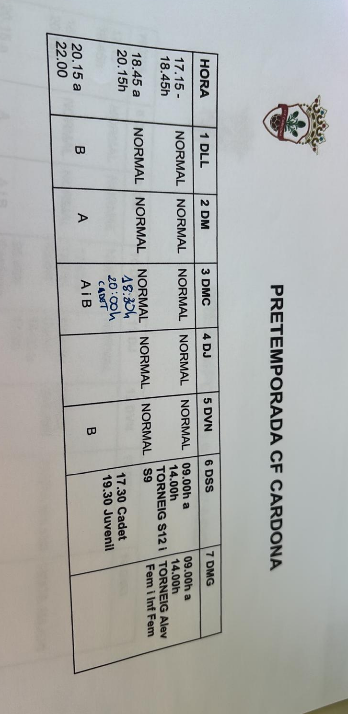 PRETEMPORADA CF CARDONA
HORA 1 DLL 2 DM 3 DMC 4 DJ 5 DVN 6 DSS 7 DMG
17.15 - NORMAL NORMAL NORMAL NORMAL NORMAL 09.00h a 09.00h a
18.45h 14.00h 14.00h
TORNEIG S12 i TORNEIG Alev
18.45 a NORMAL NORMAL NORMAL NORMAL NORMAL S9 Fem i Inf Fem
20.15h 18:30h
20:00h 17.30 Cadet
CADET 19.30 Juvenil
20.15 a B A A i B B
22.00